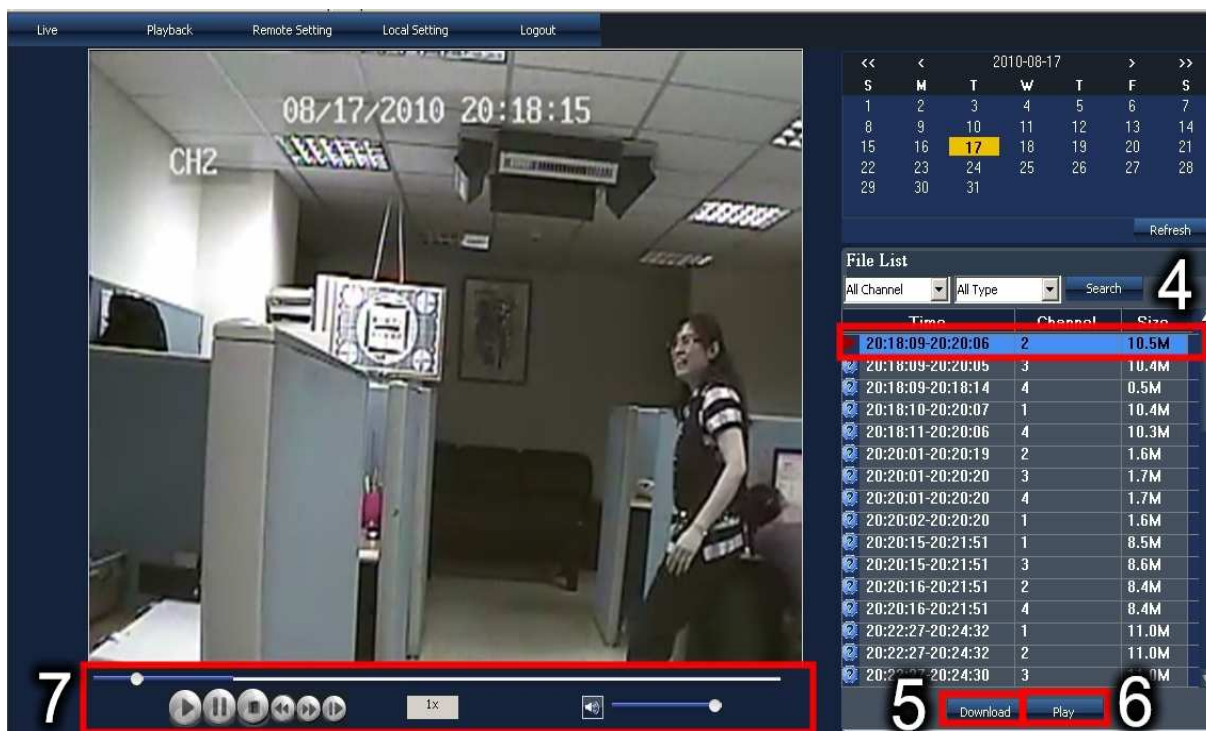 Live Playback Remote Setting Local Setting Logout
08/17/2010 20:18:15
CH2
<< < 2010-08-17 > >>
S M T W T F S
1 2 3 4 5 6 7
8 9 10 11 12 13 14
15 16 17 18 19 20 21
22 23 24 25 26 27 28
29 30 31
Refresh
File List
All Channel All Type Search
4
Time Channel Size
20:18:09-20:20:06 2 10.5M
20:18:09-20:20:05 3 10.4M
20:18:09-20:18:14 4 0.5M
20:18:10-20:20:07 1 10.4M
20:18:11-20:20:06 4 10.3M
20:20:01-20:20:19 2 1.6M
20:20:01-20:20:20 3 1.7M
20:20:01-20:20:20 4 1.7M
20:20:02-20:20:20 1 1.6M
20:20:15-20:21:51 1 8.5M
20:20:15-20:21:51 3 8.6M
20:20:16-20:21:51 2 8.4M
20:20:16-20:21:51 4 8.4M
20:22:27-20:24:32 1 11.0M
20:22:27-20:24:32 2 11.0M
20:24:30 3
5 Download Play 6
7 1x